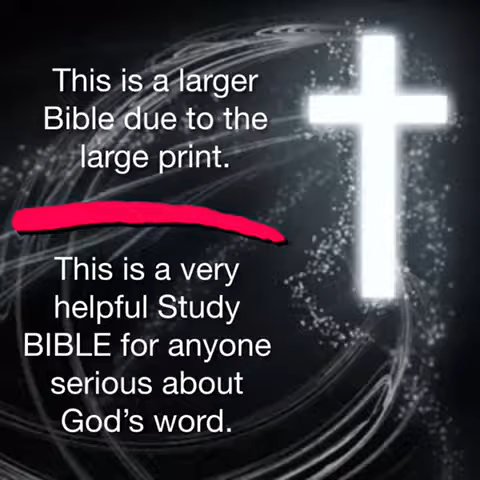 This is a larger
Bible due to the
large print.
This is a very
helpful Study
BIBLE for anyone
serious about
God’s word.